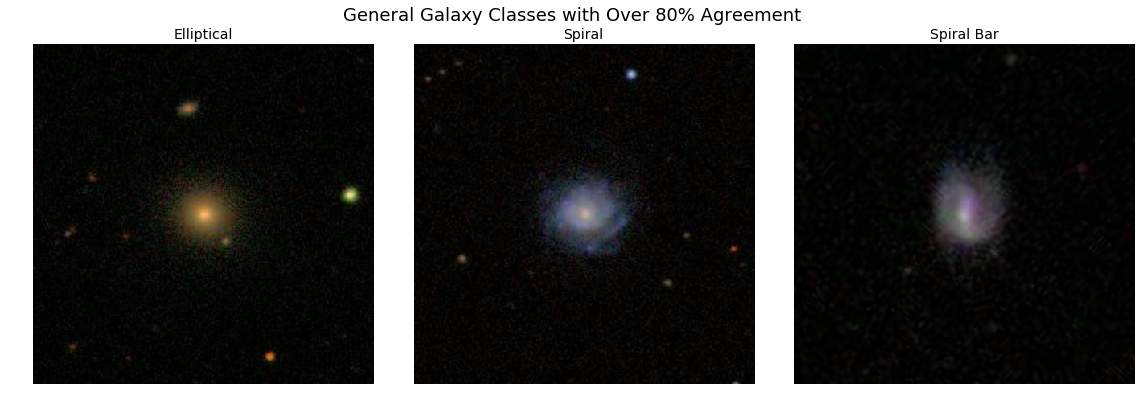 General Galaxy Classes with Over 80% Agreement
Elliptical
Spiral
Spiral Bar